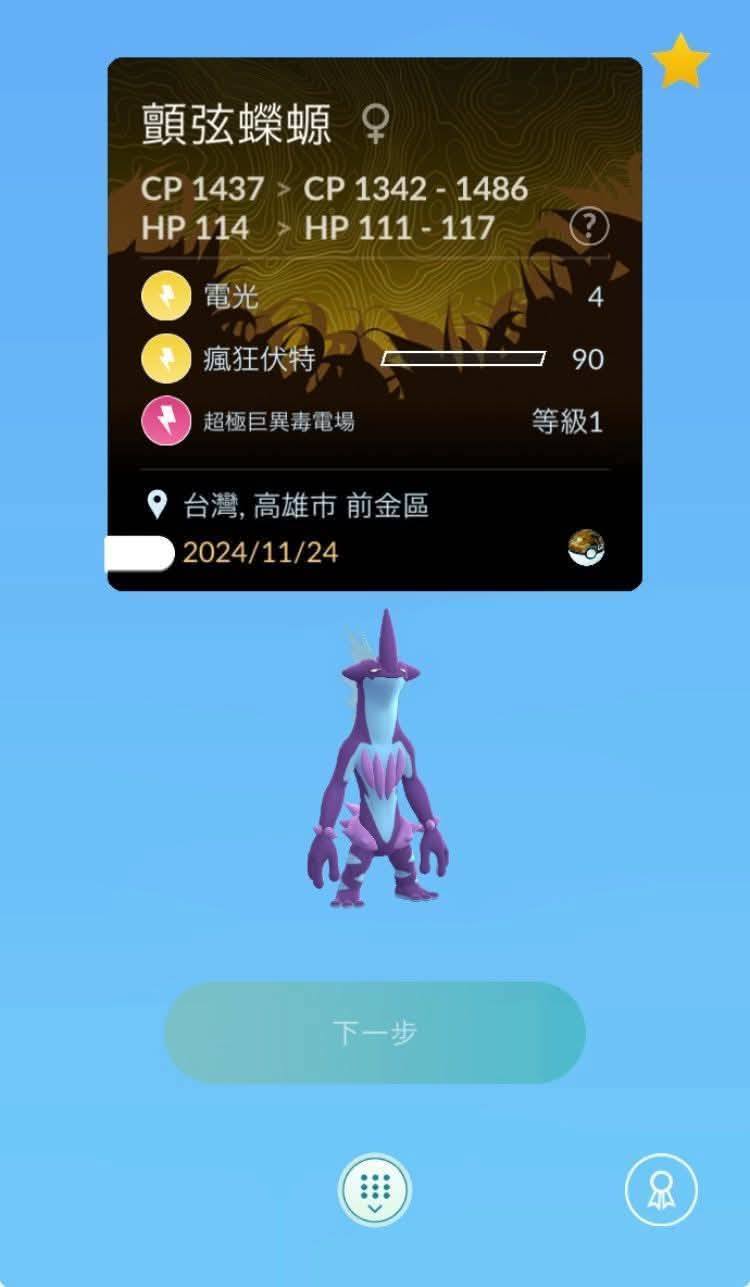 顫弦蠑螈 ♀
CP 1437 > CP 1342 - 1486
HP 114 > HP 111 - 117
?
電光 4
瘋狂伏特 90
超極巨異毒電場 等級1
台灣, 高雄市 前金區
2024/11/24
下一步